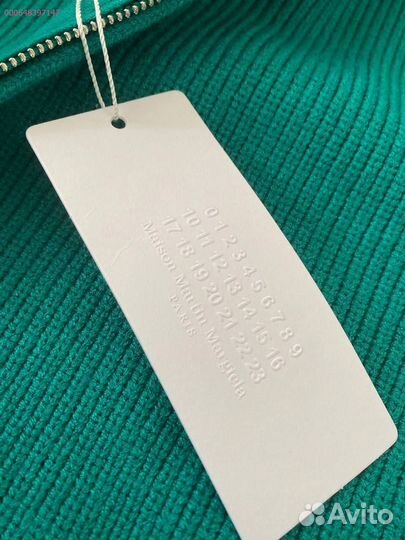 000648397147
0 1 2 3 4 5 6 7 8 9
10 11 12 13 14 15 16
17 18 19 20 21 22 23
Maison Martin Margiela
PARIS
Avito